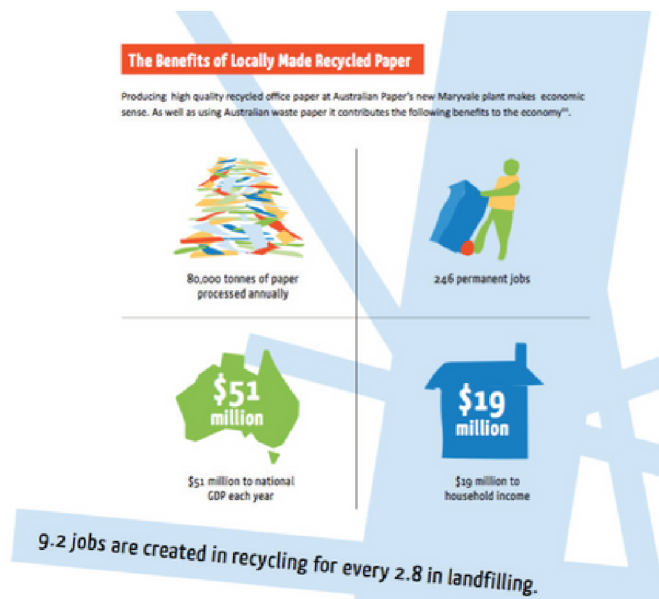 The Benefits of Locally Made Recycled Paper
Producing high quality recycled office paper at Australian Paper's new Maryvale plant makes economic
sense. As well as using Australian waste paper it contributes the following benefits to the economy.
80,000 tonnes of paper
processed annually
246 permanent jobs
$51
million
$51 million to national
GDP each year
$19
million
$19 million to
household income
9.2 jobs are created in recycling for every 2.8 in landfilling.